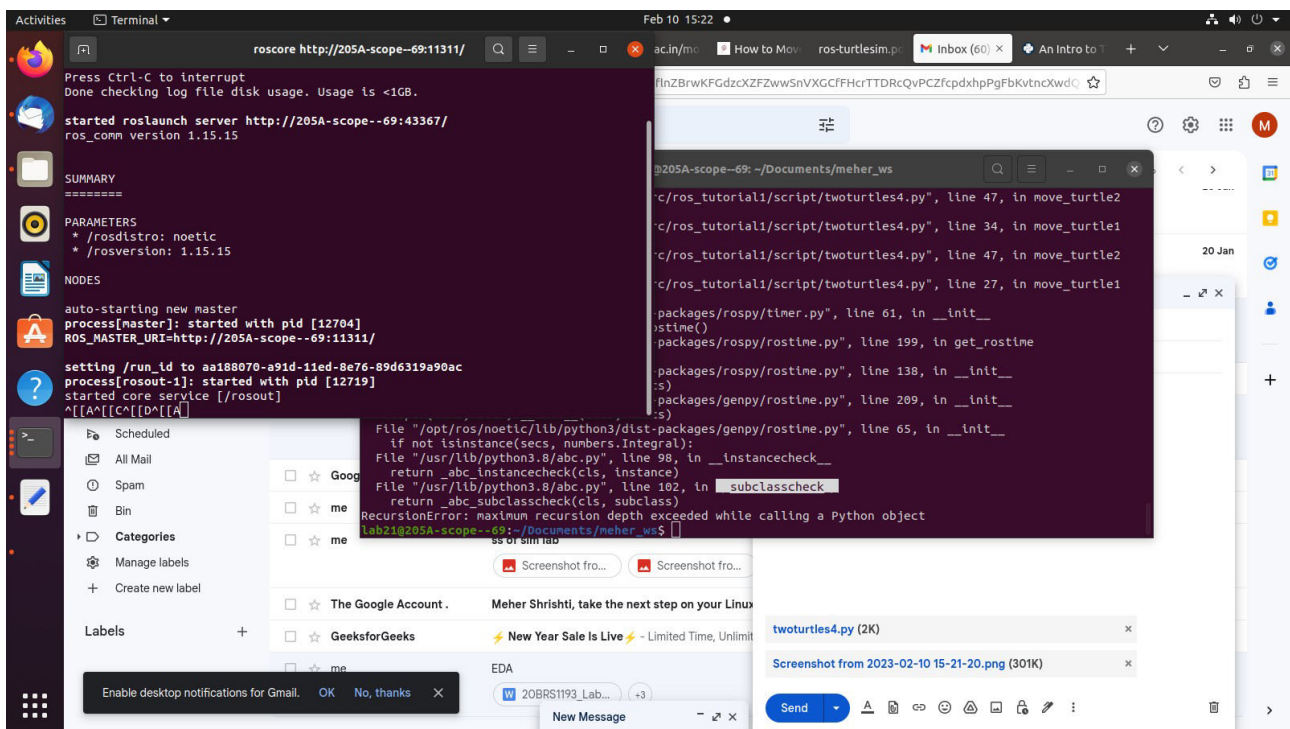 Activities
Terminal
Feb 10 15:22
roscore http://205A-scope--69:11311/
ac.in/mo
How to Mov
ros-turtlesim.p
Inbox (60)
An Intro to T
Press Ctrl-C to interrupt
Done checking log file disk usage. Usage is <1GB.
started roslaunch server http://205A-scope--69:43367/
ros_comm version 1.15.15
SUMMARY
========
PARAMETERS
* /rosdistro: noetic
* /rosversion: 1.15.15
NODES
auto-starting new master
process[master]: started with pid [12704]
ROS_MASTER_URI=http://205A-scope--69:11311/
setting /run_id to aa188070-a91d-11ed-8e76-89d6319a90ac
process[rosout-1]: started with pid [12719]
started core service [/rosout]
^[[A^[[C^[[D^[[A
M
31
20 Jan
@205A-scope--69: ~/Documents/meher_ws
rc/ros_tutorial1/script/twoturtles4.py", line 47, in move_turtle2
rc/ros_tutorial1/script/twoturtles4.py", line 34, in move_turtle1
rc/ros_tutorial1/script/twoturtles4.py", line 47, in move_turtle2
rc/ros_tutorial1/script/twoturtles4.py", line 27, in move_turtle1
-packages/rospy/timer.py", line 61, in __init__
ostime()
-packages/rospy/rostime.py", line 199, in get_rostime
-packages/rospy/rostime.py", line 138, in __init__
cs)
-packages/genpy/rostime.py", line 209, in __init__
cs)
File "/opt/ros/noetic/lib/python3/dist-packages/genpy/rostime.py", line 65, in __init__
if not isinstance(secs, numbers.Integral):
File "/usr/lib/python3.8/abc.py", line 98, in __instancecheck__
return _abc_instancecheck(cls, instance)
File "/usr/lib/python3.8/abc.py", line 102, in __subclasscheck__
return _abc_subclasscheck(cls, subclass)
RecursionError: maximum recursion depth exceeded while calling a Python object
lab21@205A-scope--69:~/Documents/meher_ws$
Scheduled
All Mail
Spam
Bin
Categories
Manage labels
Create new label
Labels
Goog
me
me
ss of sim lab
Screenshot fro...
Screenshot fro...
The Google Account .
Meher Shrishti, take the next step on your Linux
GeeksforGeeks
New Year Sale Is Live - Limited Time, Unlimit
me
EDA
20BRS1193_Lab...
+3
twoturtles4.py (2K)
Screenshot from 2023-02-10 15-21-20.png (301K)
Send
Enable desktop notifications for Gmail. OK No, thanks
New Message